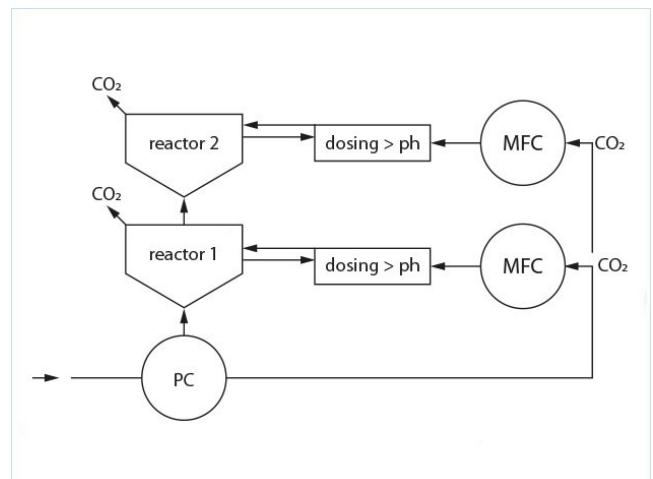 CO₂
reactor 2
dosing > ph
MFC
CO₂
CO₂
reactor 1
dosing > ph
MFC
CO₂
PC